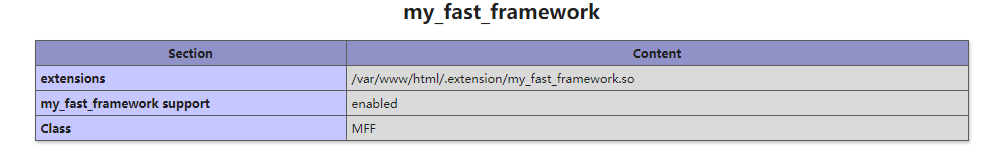 my_fast_framework
Section Content
extensions /var/www/html/.extension/my_fast_framework.so
my_fast_framework support enabled
Class MFF